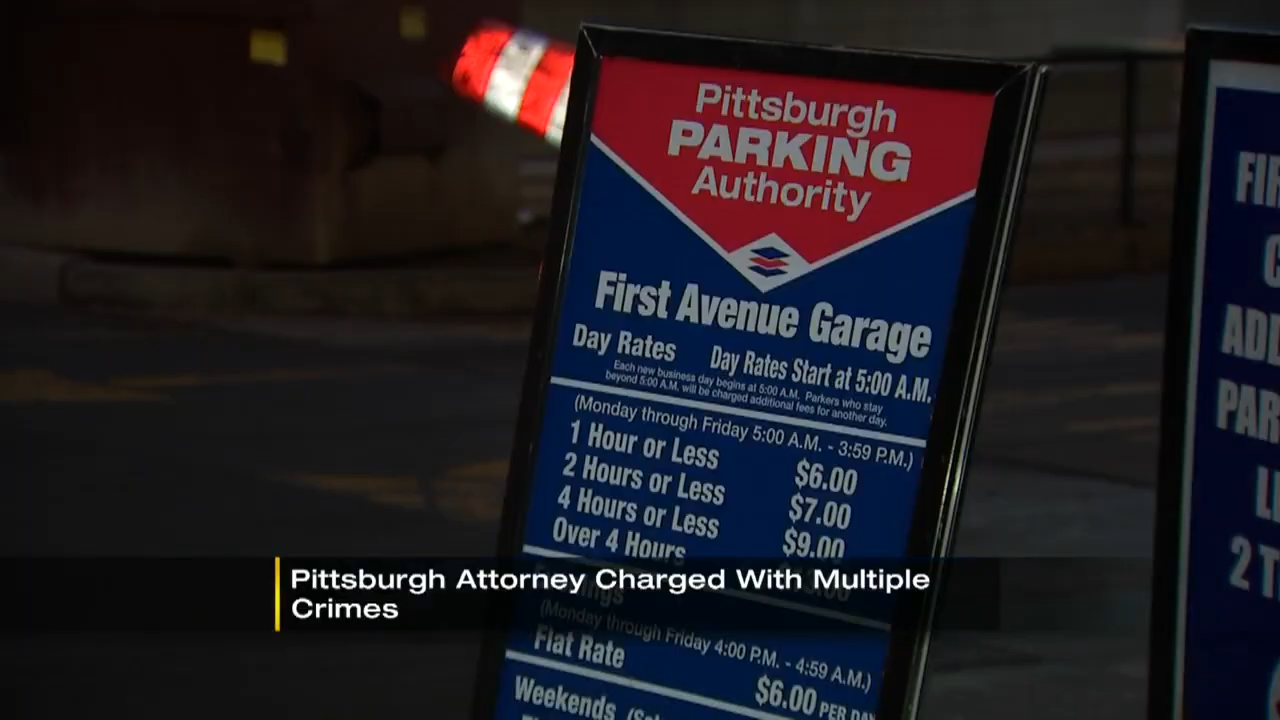 Pittsburgh
PARKING
Authority
First Avenue Garage
Day Rates Day Rates Start at 5:00 A.M.
Each new business day begins at 5:00 A.M. Parkers who stay
beyond 5:00 A.M. will be charged additional fees for another day.
(Monday through Friday 5:00 A.M. - 3:59 P.M.)
1 Hour or Less $6.00
2 Hours or Less $7.00
4 Hours or Less $9.00
Over 4 Hours
Pittsburgh Attorney Charged With Multiple
Crimes
(Monday through Friday 4:00 P.M. - 4:59 A.M.)
Flat Rate $6.00 PER DAY
Weekends
2